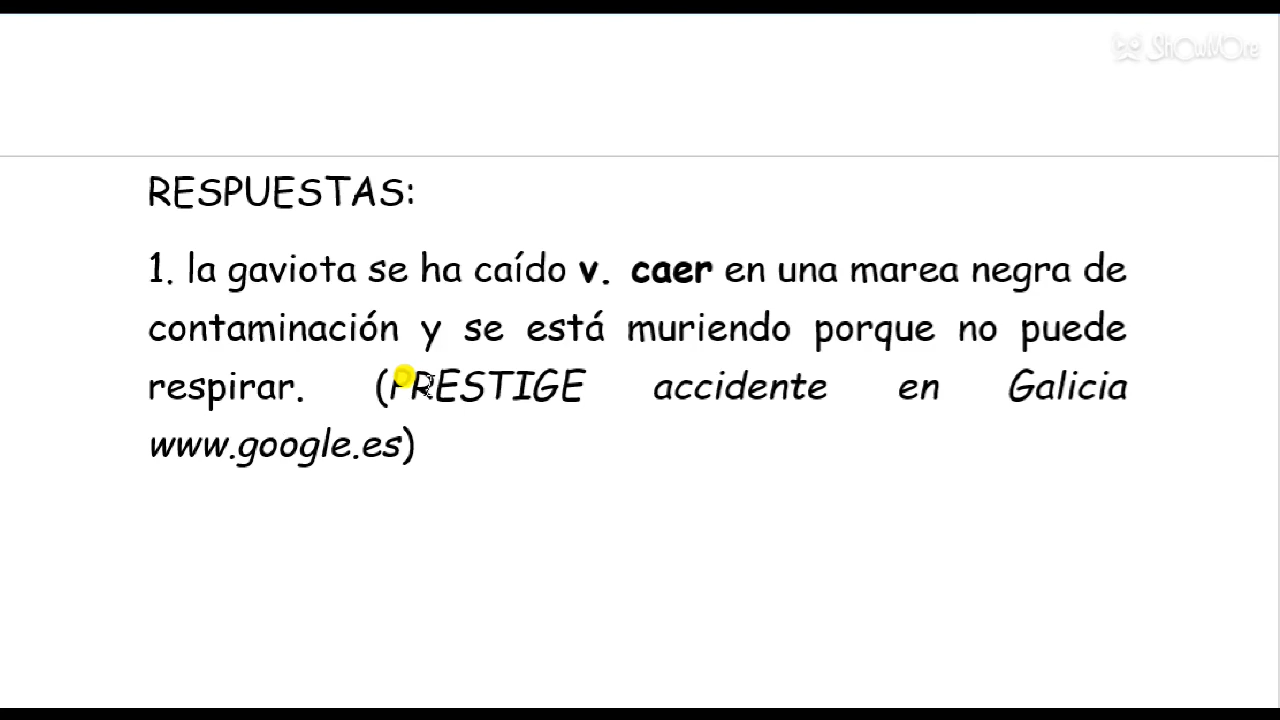 ShowMore
RESPUESTAS:
1. la gaviota se ha caído v. caer en una marea negra de
contaminación y se está muriendo porque no puede
respirar. (PRESTIGE accidente en Galicia
www.google.es)